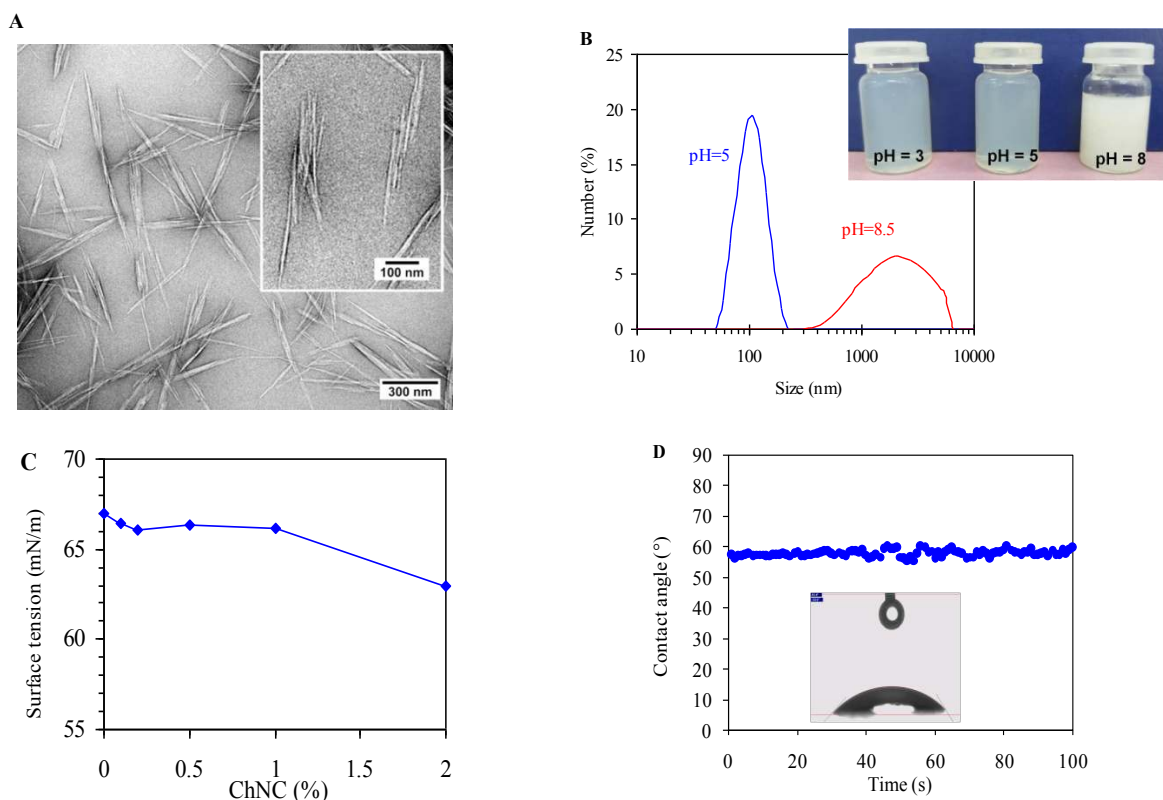 A
100 nm
300 nm
B
25
20
15
10
5
0
Number (%)
pH=5
pH=8.5
pH = 3
pH = 5
pH = 8
10
100
1000
10000
Size (nm)
C
70
65
60
55
Surface tension (mN/m)
0
0.5
1
1.5
2
ChNC (%)
D
90
80
70
60
50
40
30
20
10
0
Contact angle (°)
0
20
40
60
80
100
Time (s)